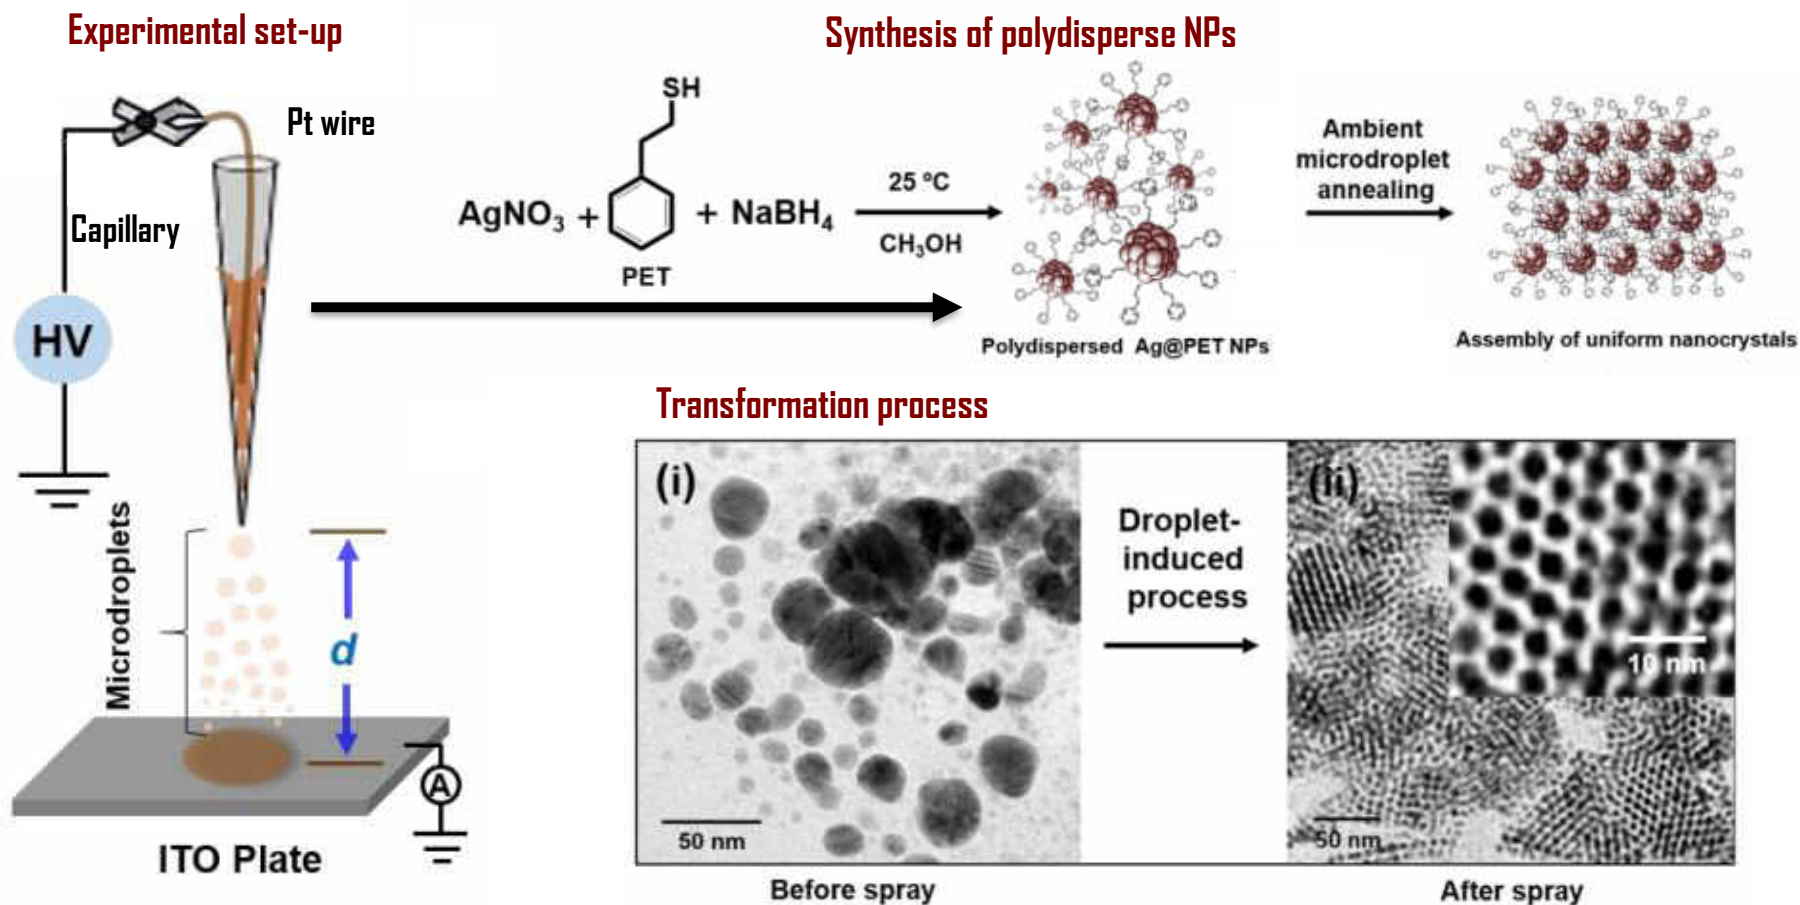 Experimental set-up
Pt wire
Capillary
HV
Microdroplets
d
A
ITO Plate
Synthesis of polydisperse NPs
SH
AgNO₃ + + NaBH₄
PET
25 ºC
CH₃OH
Polydispersed Ag@PET NPs
Ambient
microdroplet
annealing
Assembly of uniform nanocrystals
Transformation process
(i)
50 nm
Before spray
Droplet-
induced
process
(ii)
10 nm
50 nm
After spray